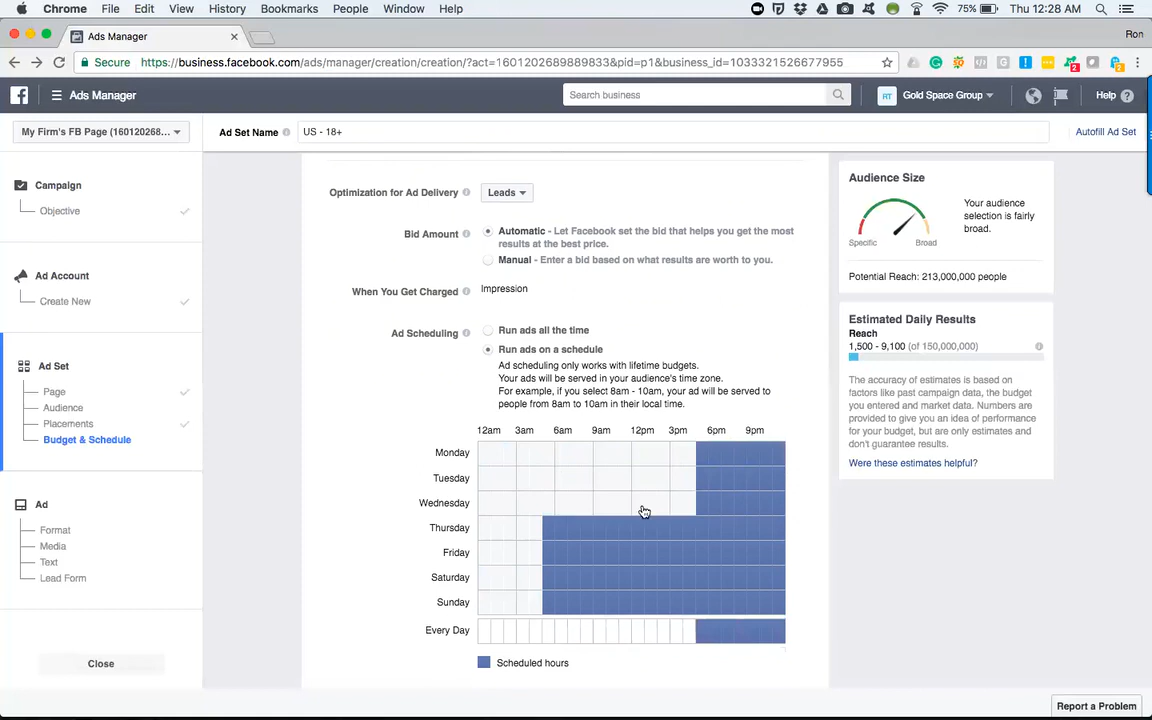 Chrome File Edit View History Bookmarks People Window Help 75% Thu 12:28 AM
Ads Manager Ron
Secure https://business.facebook.com/ads/manager/creation/creation/?act=1601202689889833&pid=p1&business_id=1033321526677955
Ads Manager Search business RT Gold Space Group Help
My Firm's FB Page (160120268... Ad Set Name US - 18+ Autofill Ad Set
Campaign
Objective
Ad Account
Create New
Ad Set
Page
Audience
Placements
Budget & Schedule
Ad
Format
Media
Text
Lead Form
Close
Optimization for Ad Delivery Leads
Bid Amount Automatic - Let Facebook set the bid that helps you get the most
results at the best price.
Manual - Enter a bid based on what results are worth to you.
When You Get Charged Impression
Ad Scheduling Run ads all the time
Run ads on a schedule
Ad scheduling only works with lifetime budgets.
Your ads will be served in your audience's time zone.
For example, if you select 8am - 10am, your ad will be served to
people from 8am to 10am in their local time.
12am 3am 6am 9am 12pm 3pm 6pm 9pm
Monday
Tuesday
Wednesday
Thursday
Friday
Saturday
Sunday
Every Day
Scheduled hours
Audience Size
Your audience
selection is fairly
broad.
Specific Broad
Potential Reach: 213,000,000 people
Estimated Daily Results
Reach
1,500 - 9,100 (of 150,000,000)
The accuracy of estimates is based on
factors like past campaign data, the budget
you entered and market data. Numbers are
provided to give you an idea of performance
for your budget, but are only estimates and
don't guarantee results.
Were these estimates helpful?
Report a Problem